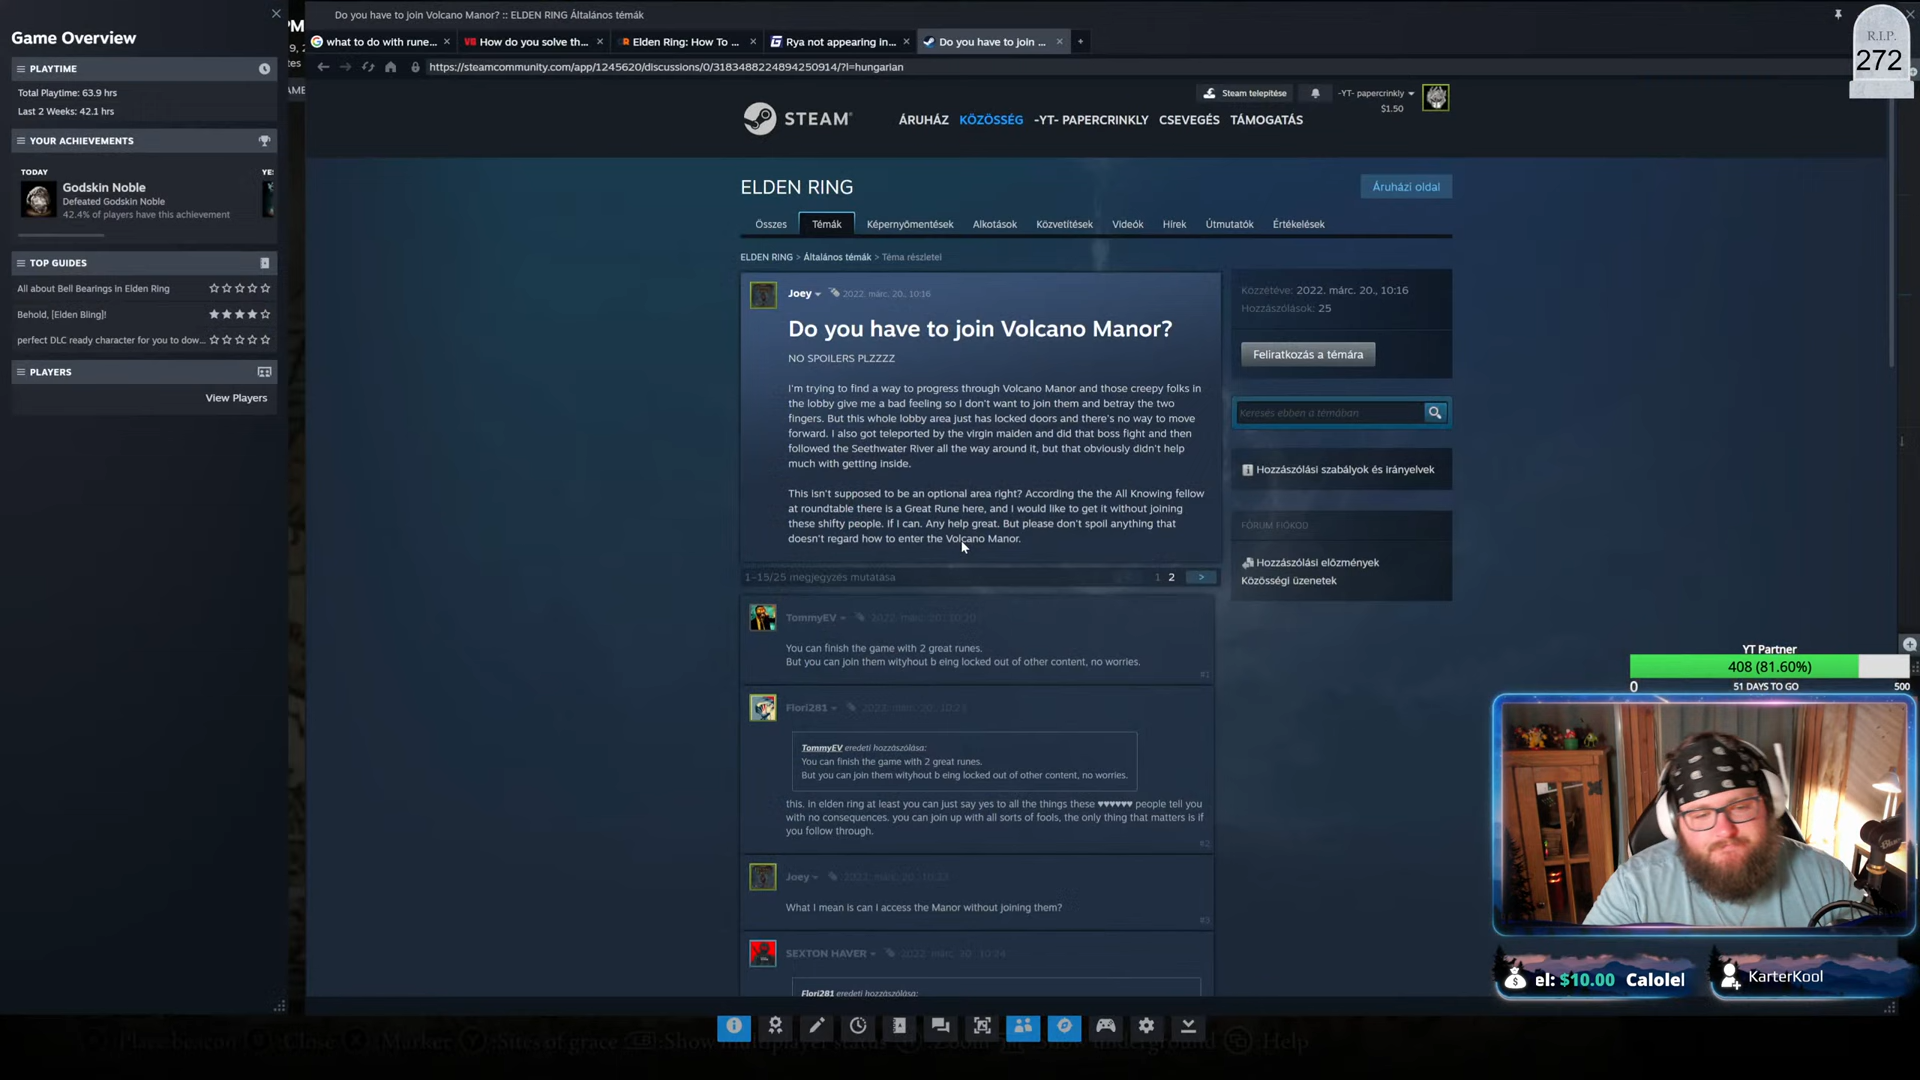 Game Overview
PLAYTIME
Total Playtime: 63.9 hrs
Last 2 Weeks: 42.1 hrs
YOUR ACHIEVEMENTS
TODAY
Godskin Noble
Defeated Godskin Noble
42.4% of players have this achievement
TOP GUIDES
All about Bell Bearings in Elden Ring
Behold, [Elden Bling]!
perfect DLC ready character for you to dow...
PLAYERS
View Players
Do you have to join Volcano Manor? :: ELDEN RING Általános témák
what to do with rune...
How do you solve th...
Elden Ring: How To ...
Rya not appearing in...
Do you have to join ...
https://steamcommunity.com/app/1245620/discussions/0/3183488224894250914/?l=hungarian
Steam telepítése
-YT- papercrinkly
$1.50
STEAM
ÁRUHÁZ KÖZÖSSÉG -YT- PAPERCRINKLY CSEVEGÉS TÁMOGATÁS
ELDEN RING
Áruházi oldal
Összes Témák Képernyőmentések Alkotások Közvetítések Videók Hírek Útmutatók Értékelések
ELDEN RING > Általános témák > Téma részletei
Joey 2022. márc. 20., 10:16
Do you have to join Volcano Manor?
NO SPOILERS PLZZZZ
I'm trying to find a way to progress through Volcano Manor and those creepy folks in
the lobby give me a bad feeling so I don't want to join them and betray the two
fingers. But this whole lobby area just has locked doors and there's no way to move
forward. I also got teleported by the virgin maiden and did that boss fight and then
followed the Seethwater River all the way around it, but that obviously didn't help
much with getting inside.
This isn't supposed to be an optional area right? According the the All Knowing fellow
at roundtable there is a Great Rune here, and I would like to get it without joining
these shifty people. If I can. Any help great. But please don't spoil anything that
doesn't regard how to enter the Volcano Manor.
1-15/25 megjegyzés mutatása
1 2 >
TommyEV
You can finish the game with 2 great runes.
But you can join them wityhout b eing locked out of other content, no worries.
#1
Flori281
TommyEV eredeti hozzászólása:
You can finish the game with 2 great runes.
But you can join them wityhout b eing locked out of other content, no worries.
this. in elden ring at least you can just say yes to all the things these ♥♥♥♥♥♥ people tell you
with no consequences. you can join up with all sorts of fools, the only thing that matters is if
you follow through.
#2
Joey
What I mean is can I access the Manor without joining them?
#3
SEXTON HAVER
Flori281 eredeti hozzászólása:
Közzétéve: 2022. márc. 20., 10:16
Hozzászólások: 25
Feliratkozás a témára
Keresés ebben a témában
Hozzászólási szabályok és irányelvek
FÓRUM FIÓKOD
Hozzászólási előzmények
Közösségi üzenetek
R.I.P.
272
YT Partner
408 (81.60%)
0 51 DAYS TO GO 500
el: $10.00 Calolel
KarterKool